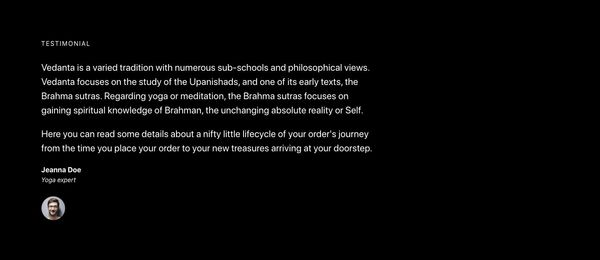 TESTIMONIAL
Vedanta is a varied tradition with numerous sub-schools and philosophical views.
Vedanta focuses on the study of the Upanishads, and one of its early texts, the
Brahma sutras. Regarding yoga or meditation, the Brahma sutras focuses on
gaining spiritual knowledge of Brahman, the unchanging absolute reality or Self.
Here you can read some details about a nifty little lifecycle of your order's journey
from the time you place your order to your new treasures arriving at your doorstep.
Jeanna Doe
Yoga expert